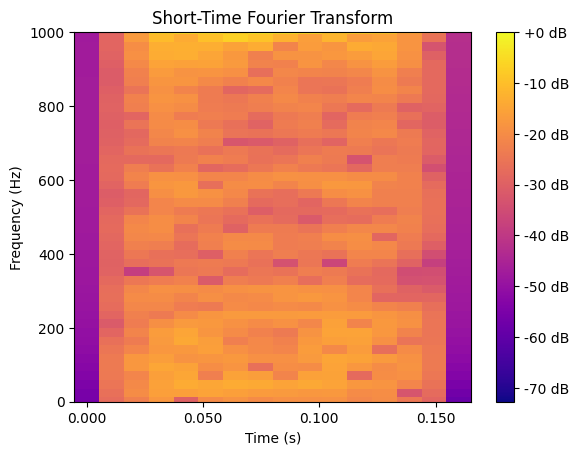 Short-Time Fourier Transform
Frequency (Hz)
1000
800
600
400
200
0
0.000
0.050
0.100
0.150
Time (s)
+0 dB
-10 dB
-20 dB
-30 dB
-40 dB
-50 dB
-60 dB
-70 dB